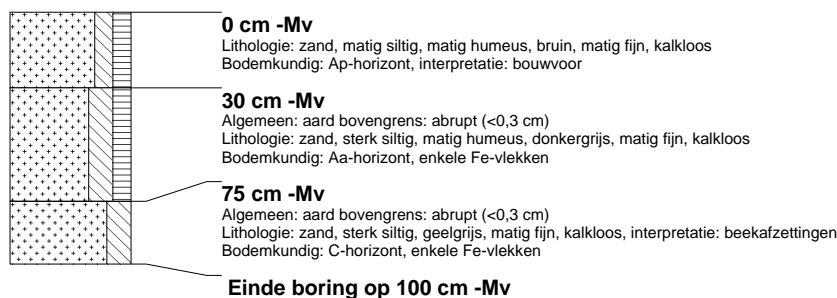 0 cm -Mv
Lithologie: zand, matig siltig, matig humeus, bruin, matig fijn, kalkloos
Bodemkundig: Ap-horizont, interpretatie: bouwvoor
30 cm -Mv
Algemeen: aard bovengrens: abrupt (<0,3 cm)
Lithologie: zand, sterk siltig, matig humeus, donkergrijs, matig fijn, kalkloos
Bodemkundig: Aa-horizont, enkele Fe-vlekken
75 cm -Mv
Algemeen: aard bovengrens: abrupt (<0,3 cm)
Lithologie: zand, sterk siltig, geelgrijs, matig fijn, kalkloos, interpretatie: beekafzettingen
Bodemkundig: C-horizont, enkele Fe-vlekken
Einde boring op 100 cm -Mv